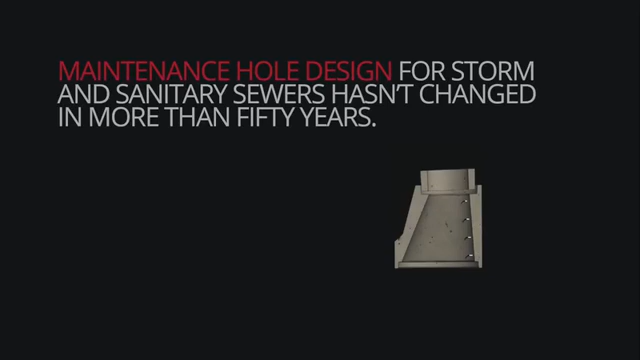 MAINTENANCE HOLE DESIGN FOR STORM
AND SANITARY SEWERS HASN'T CHANGED
IN MORE THAN FIFTY YEARS.